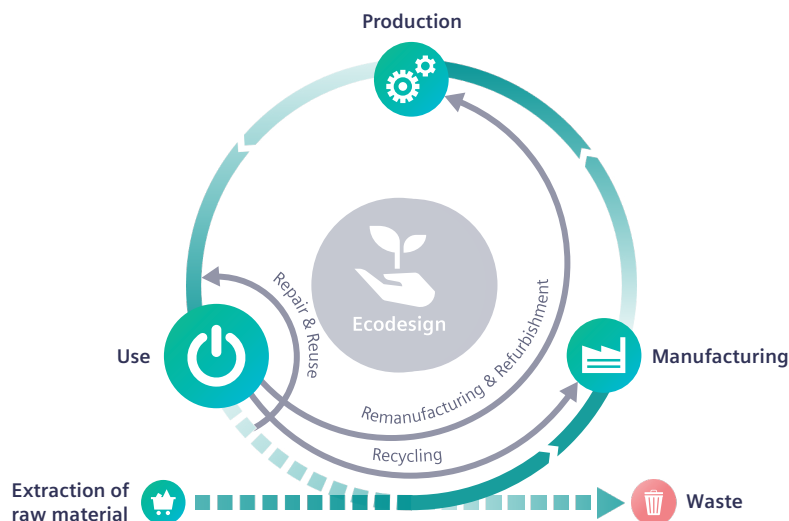 Production
Repair & Reuse
Ecodesign
Use
Manufacturing
Remanufacturing & Refurbishment
Recycling
Extraction of
raw material
Waste